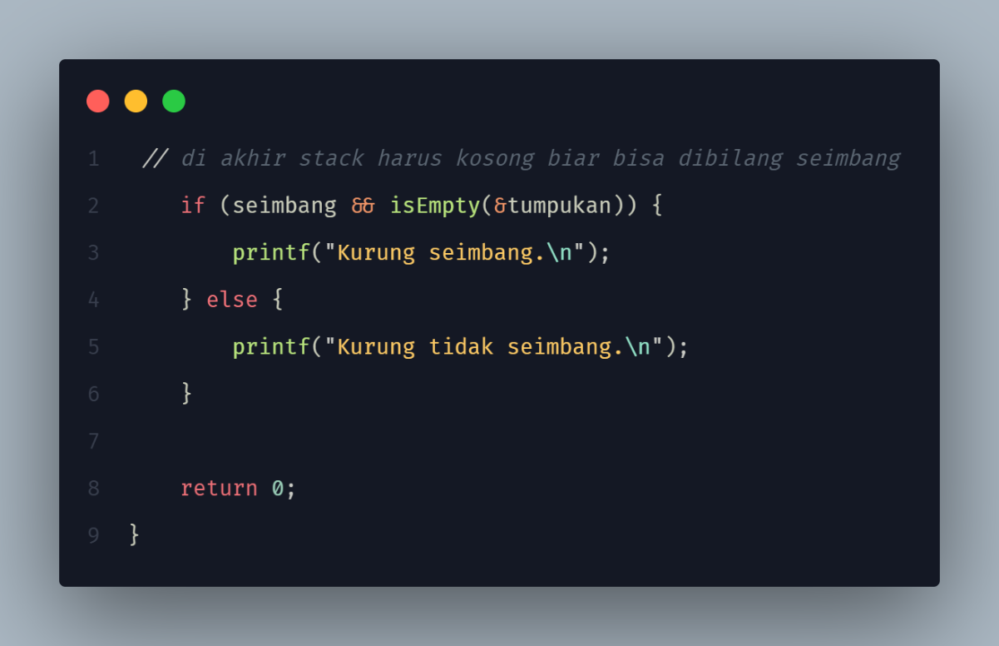 1 // di akhir stack harus kosong biar bisa dibilang seimbang
2 if (seimbang && isEmpty(&tumpukan)) {
3 printf("Kurung seimbang.\n");
4 } else {
5 printf("Kurung tidak seimbang.\n");
6 }
7
8 return 0;
9 }